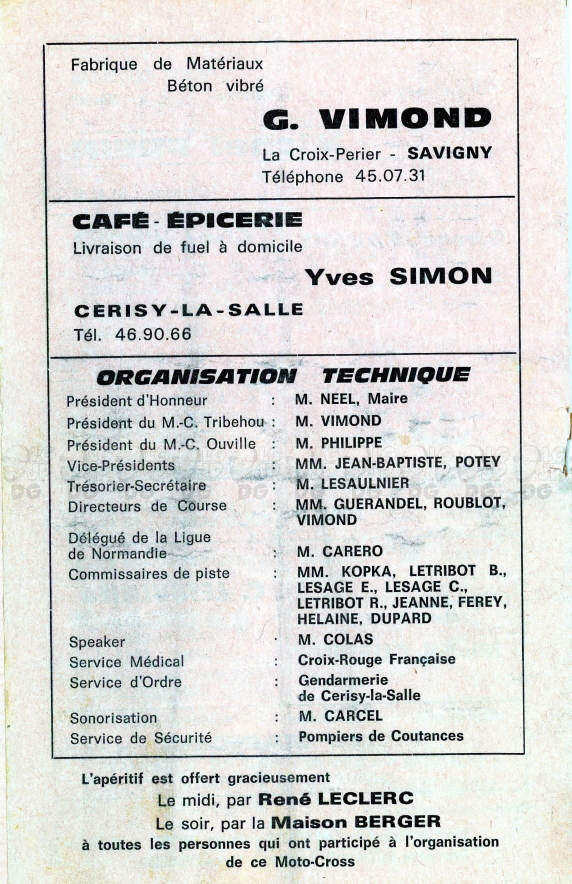 Fabrique de Matériaux
Béton vibré
G. VIMOND
La Croix-Perier - SAVIGNY
Téléphone 45.07.31
CAFÉ - ÉPICERIE
Livraison de fuel à domicile
Yves SIMON
CERISY-LA-SALLE
Tél. 46.90.66
ORGANISATION TECHNIQUE
Président d'Honneur : M. NEEL, Maire
Président du M.-C. Tribehou : M. VIMOND
Président du M.-C. Ouville : M. PHILIPPE
Vice-Présidents : MM. JEAN-BAPTISTE, POTEY
Trésorier-Secrétaire : M. LESAULNIER
Directeurs de Course : MM. GUERANDEL, ROUBLOT,
VIMOND
Délégué de la Ligue
de Normandie : M. CARERO
Commissaires de piste : MM. KOPKA, LETRIBOT B.,
LESAGE E., LESAGE C.,
LETRIBOT R., JEANNE, FEREY,
HELAINE, DUPARD
Speaker : M. COLAS
Service Médical : Croix-Rouge Française
Service d'Ordre : Gendarmerie
de Cerisy-la-Salle
Sonorisation : M. CARCEL
Service de Sécurité : Pompiers de Coutances
L'apéritif est offert gracieusement
Le midi, par René LECLERC
Le soir, par la Maison BERGER
à toutes les personnes qui ont participé à l'organisation
de ce Moto-Cross